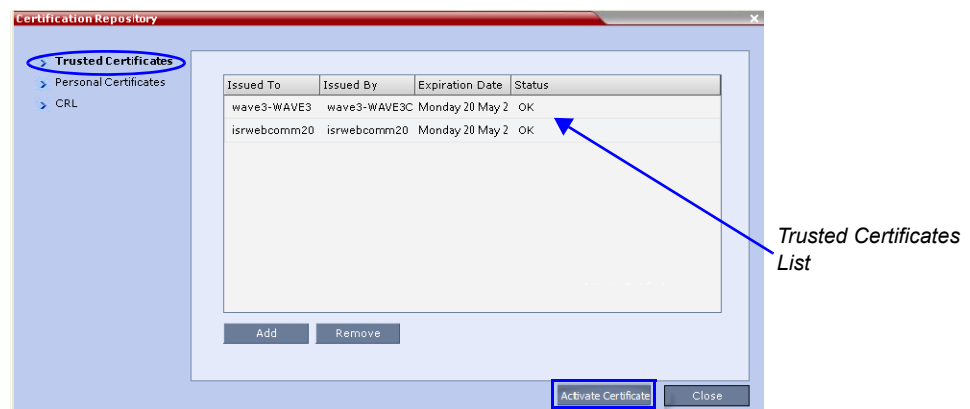 Certification Repository
Trusted Certificates
Personal Certificates
CRL
Issued To Issued By Expiration Date Status
wave3-WAVE3 wave3-WAVE3C Monday 20 May 2 OK
isrwebcomm20 isrwebcomm20 Monday 20 May 2 OK
Trusted Certificates
List
Add Remove
Activate Certificate Close